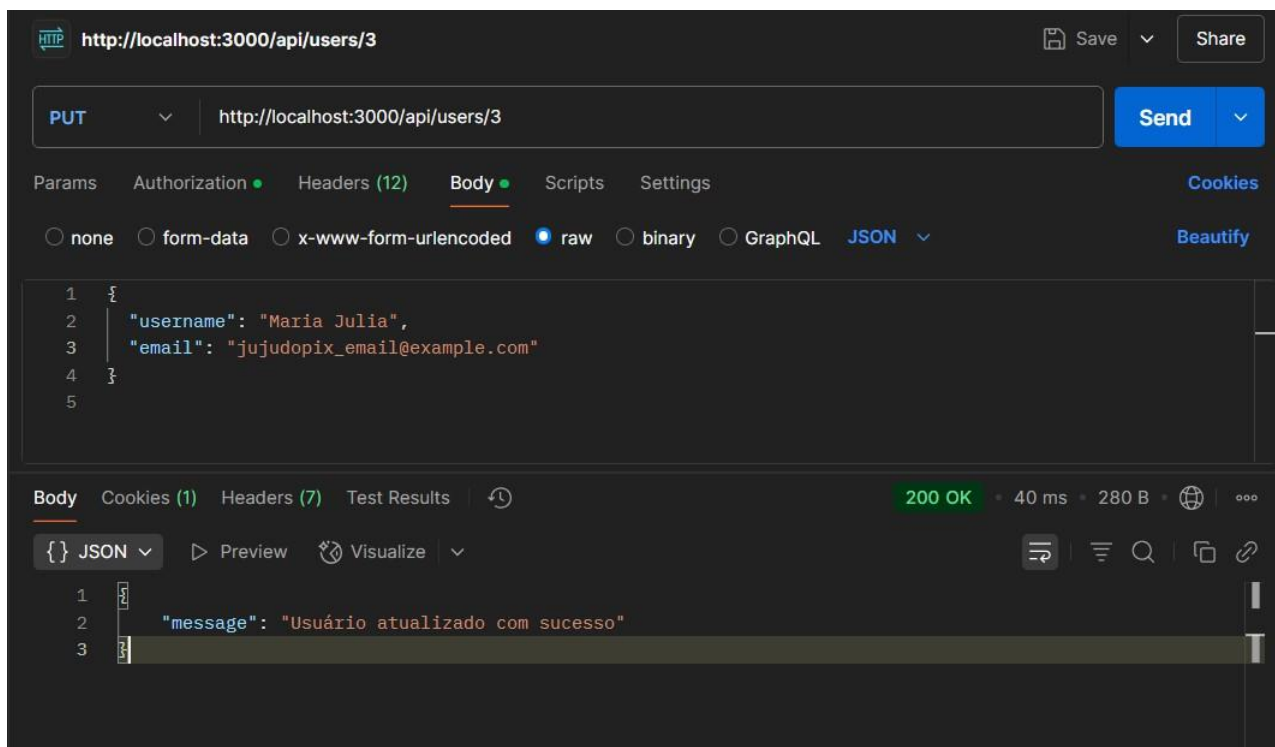 HTTP http://localhost:3000/api/users/3 Save Share
PUT http://localhost:3000/api/users/3 Send
Params Authorization Headers (12) Body Scripts Settings Cookies
none form-data x-www-form-urlencoded raw binary GraphQL JSON Beautify
1 {
2 "username": "Maria Julia",
3 "email": "jujudopix_email@example.com"
4 }
5
Body Cookies (1) Headers (7) Test Results 200 OK • 40 ms • 280 B
{} JSON Preview Visualize
1 {
2 "message": "Usuário atualizado com sucesso"
3 }